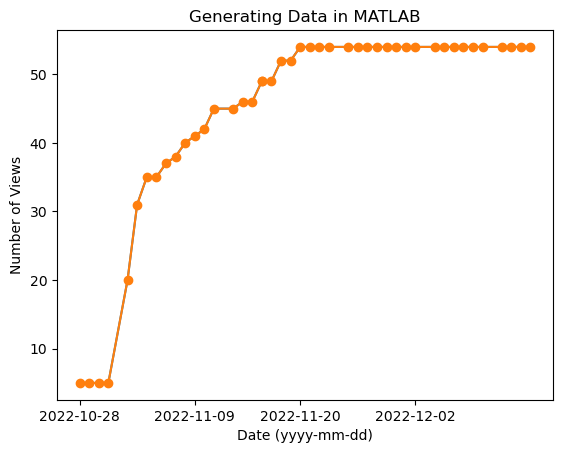 Generating Data in MATLAB
Number of Views
50
40
30
20
10
2022-10-28 2022-11-09 2022-11-20 2022-12-02
Date (yyyy-mm-dd)